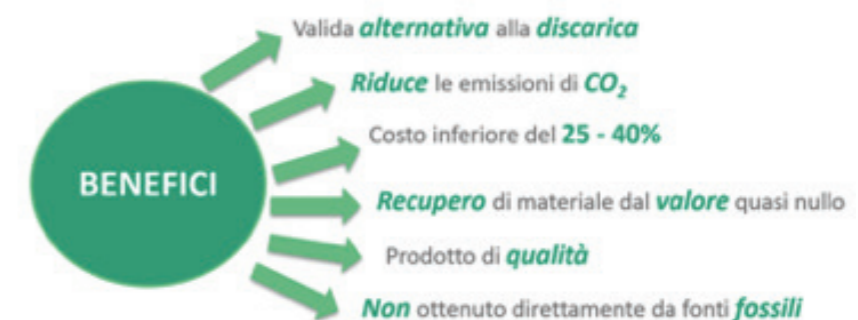 Valida alternativa alla discarica
Riduce le emissioni di CO₂
Costo inferiore del 25 - 40%
BENEFICI
Recupero di materiale dal valore quasi nullo
Prodotto di qualità
Non ottenuto direttamente da fonti fossili